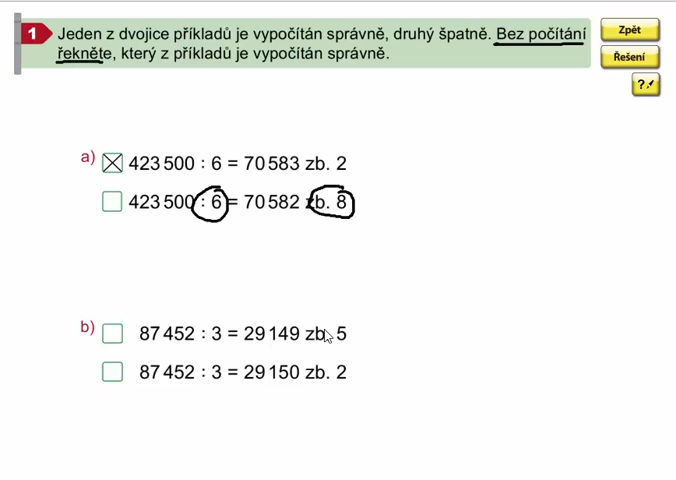 1 Jeden z dvojice příkladů je vypočítán správně, druhý špatně. Bez počítání
řekněte, který z příkladů je vypočítán správně.
Zpět
Řešení
?
a) 423 500 : 6 = 70 583 zb. 2
423 500 : 6 = 70 582 zb. 8
b) 87 452 : 3 = 29 149 zb. 5
87 452 : 3 = 29 150 zb. 2